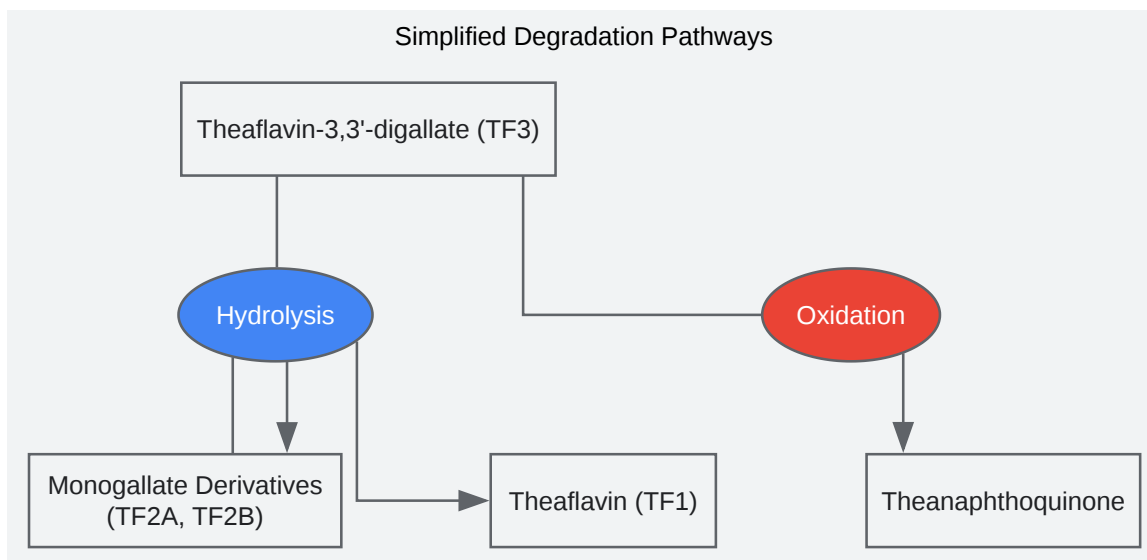 Simplified Degradation Pathways
Theaflavin-3,3'-digallate (TF3)
Hydrolysis
Oxidation
Monogallate Derivatives
(TF2A, TF2B)
Theaflavin (TF1)
Theanaphthoquinone